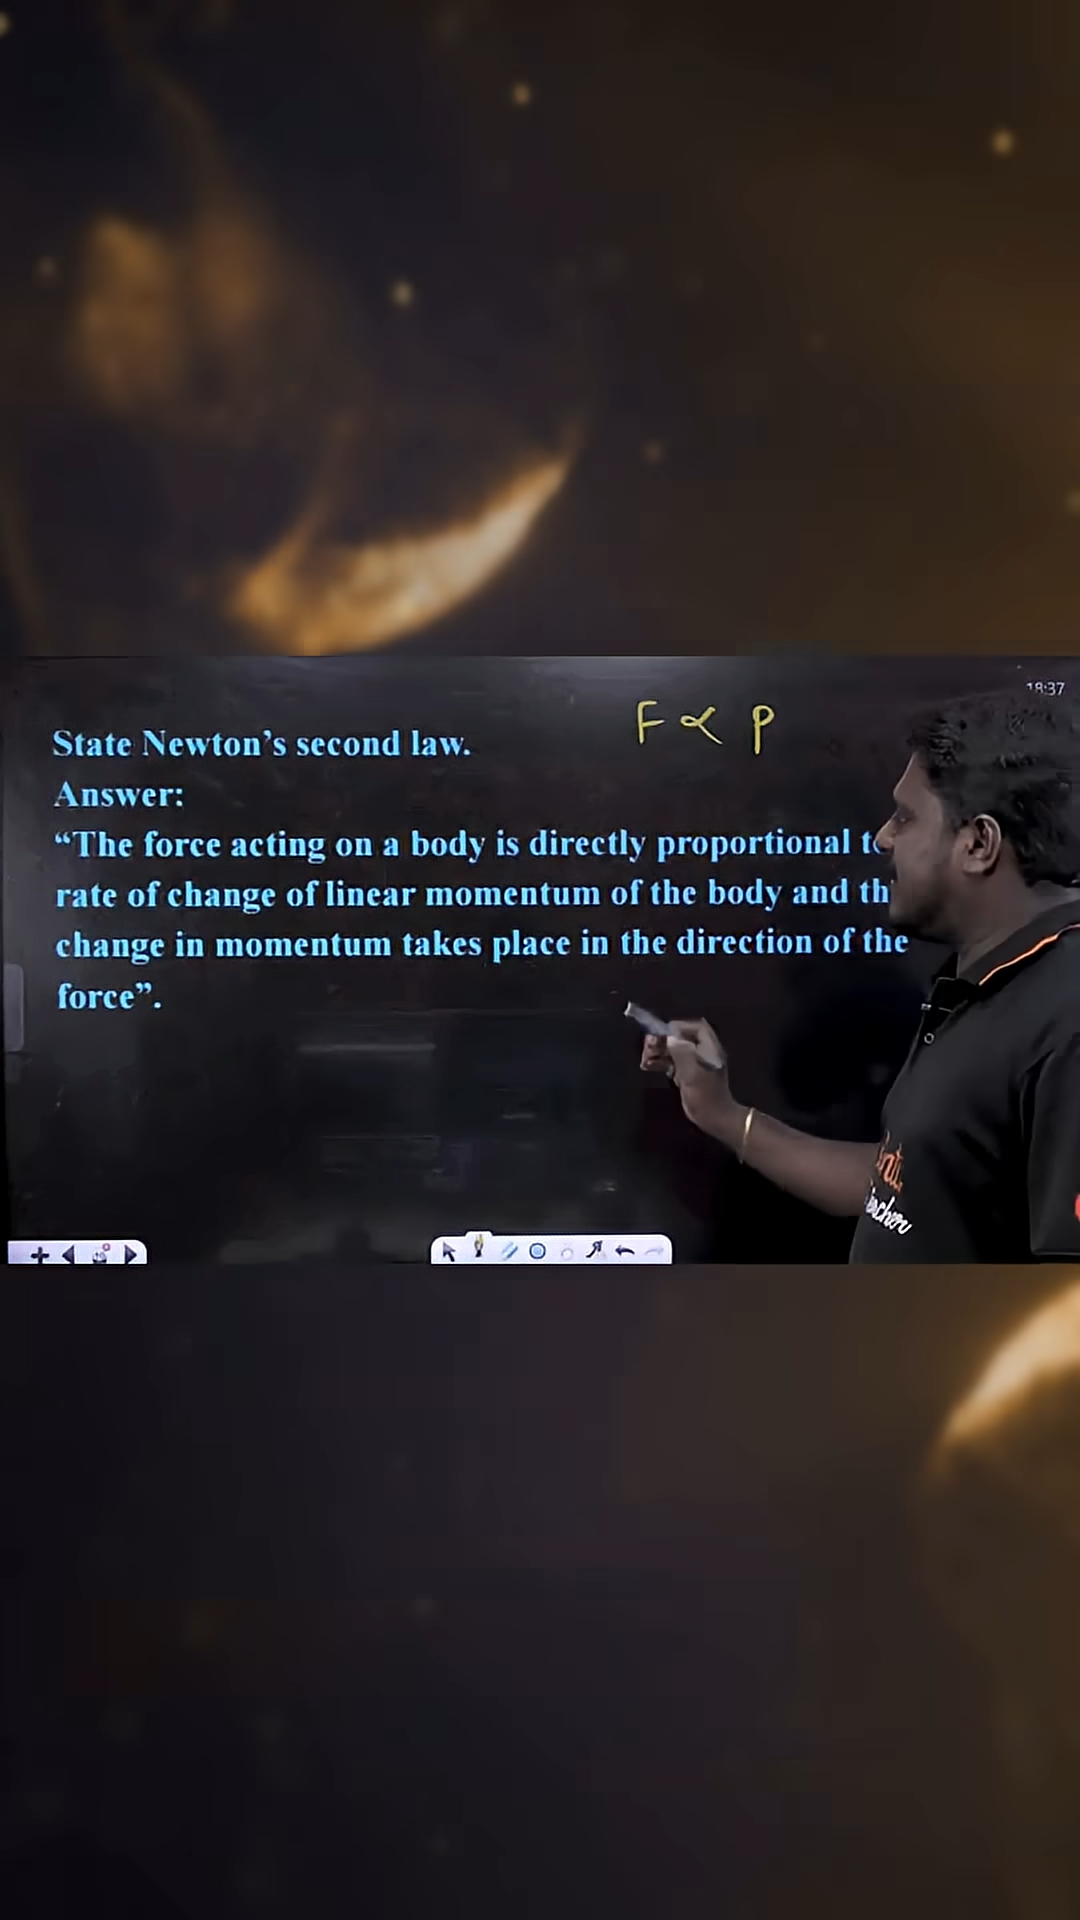 18:37
F ∝ P
State Newton’s second law.
Answer:
“The force acting on a body is directly proportional
rate of change of linear momentum of the body and
change in momentum takes place in the direction of the
force”.